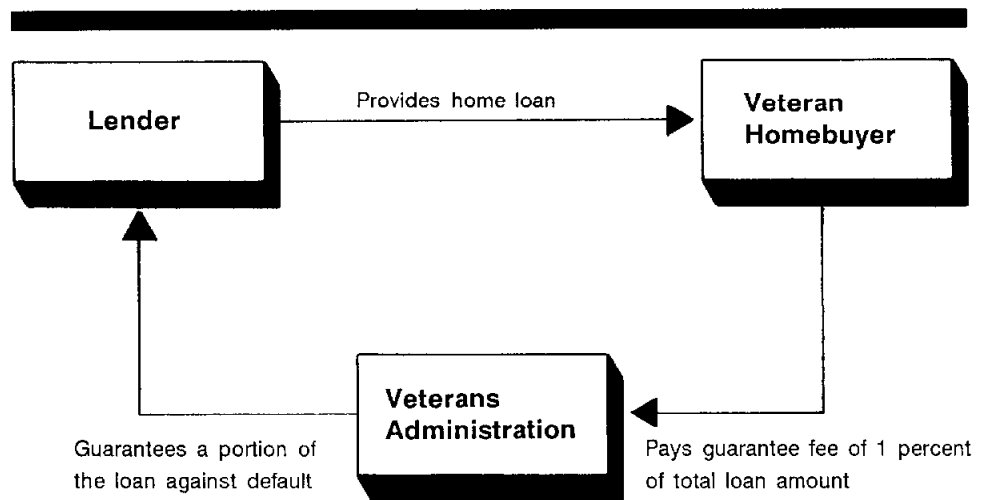 Lender
Provides home loan
Veteran
Homebuyer
Veterans
Administration
Guarantees a portion of
the loan against default
Pays guarantee fee of 1 percent
of total loan amount